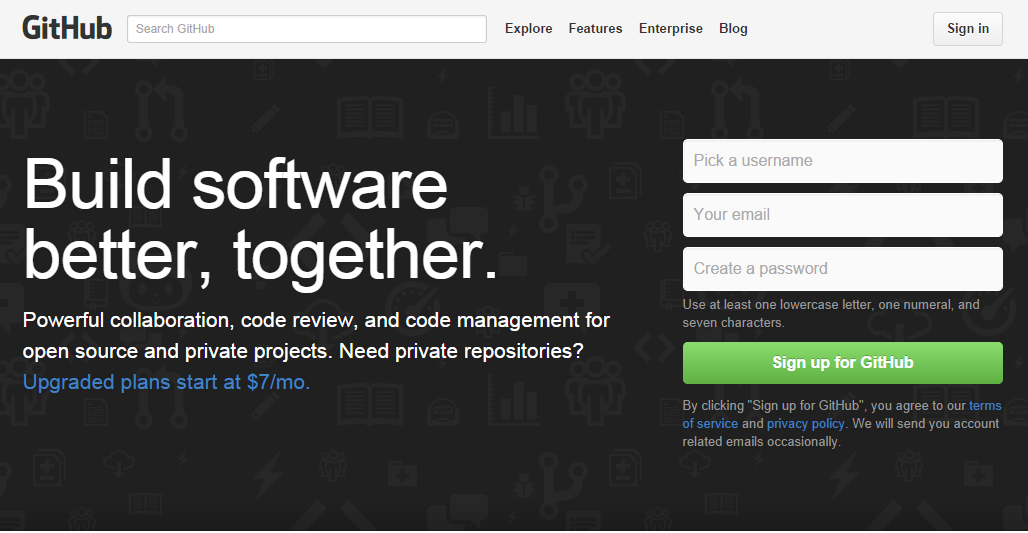 GitHub
Search GitHub
Explore Features Enterprise Blog
Sign in
Build software
better, together.
Powerful collaboration, code review, and code management for
open source and private projects. Need private repositories?
Upgraded plans start at $7/mo.
Pick a username
Your email
Create a password
Use at least one lowercase letter, one numeral, and
seven characters.
Sign up for GitHub
By clicking "Sign up for GitHub", you agree to our terms
of service and privacy policy. We will send you account
related emails occasionally.